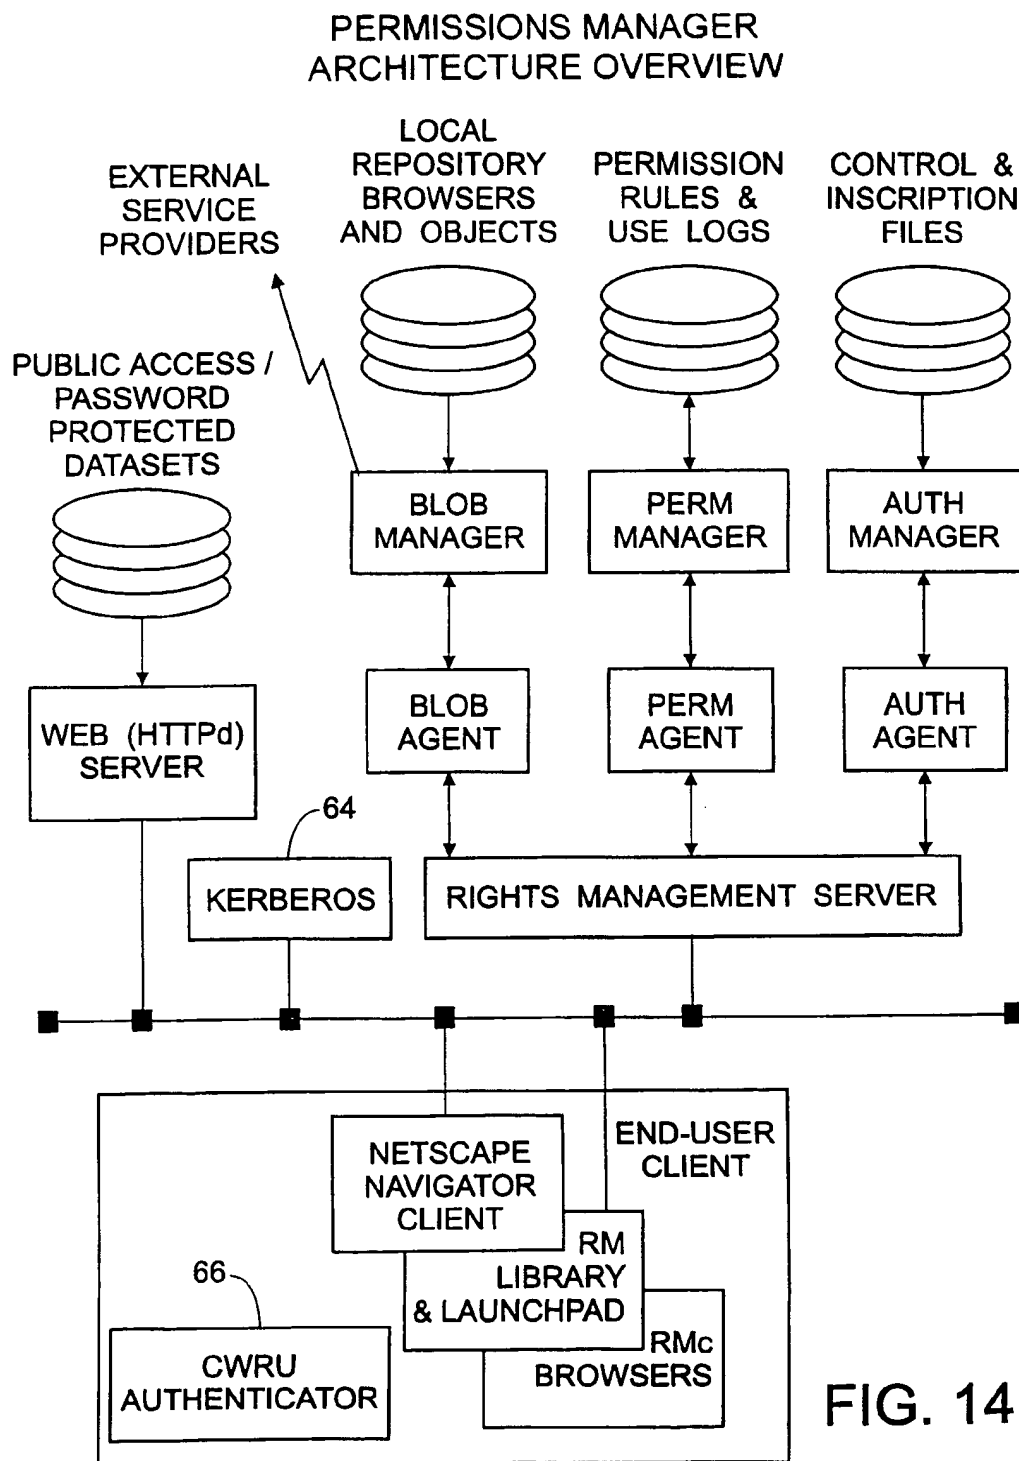 PERMISSIONS MANAGER
ARCHITECTURE OVERVIEW
EXTERNAL
SERVICE
PROVIDERS
LOCAL
REPOSITORY
BROWSERS
AND OBJECTS
PERMISSION
RULES &
USE LOGS
CONTROL &
INSCRIPTION
FILES
PUBLIC ACCESS /
PASSWORD
PROTECTED
DATASETS
BLOB
MANAGER
PERM
MANAGER
AUTH
MANAGER
WEB (HTTPd)
SERVER
BLOB
AGENT
PERM
AGENT
AUTH
AGENT
64
KERBEROS
RIGHTS MANAGEMENT SERVER
END-USER
CLIENT
NETSCAPE
NAVIGATOR
CLIENT
RM
LIBRARY
& LAUNCHPAD
RMc
BROWSERS
66
CWRU
AUTHENTICATOR
FIG. 14